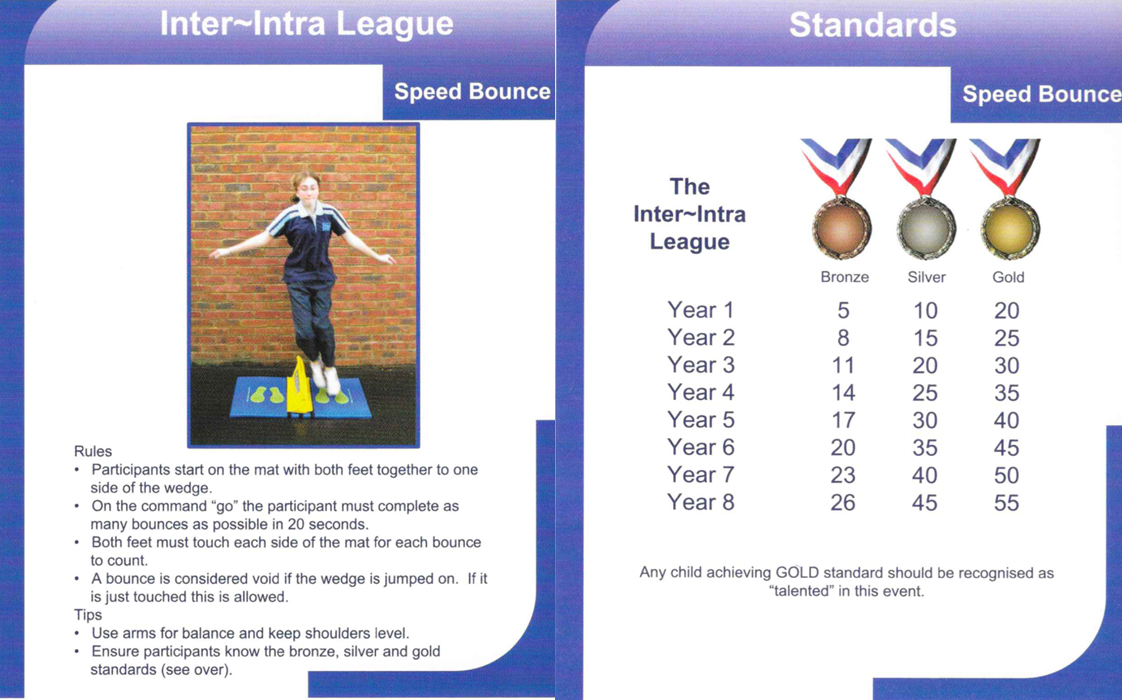 Inter~Intra League
Speed Bounce
Rules
• Participants start on the mat with both feet together to one
side of the wedge.
• On the command “go” the participant must complete as
many bounces as possible in 20 seconds.
• Both feet must touch each side of the mat for each bounce
to count.
• A bounce is considered void if the wedge is jumped on.  If it
is just touched this is allowed.
Tips
• Use arms for balance and keep shoulders level.
• Ensure participants know the bronze, silver and gold
standards (see over).
Standards
Speed Bounce
The
Inter~Intra
League
Bronze Silver Gold
Year 1 5 10 20
Year 2 8 15 25
Year 3 11 20 30
Year 4 14 25 35
Year 5 17 30 40
Year 6 20 35 45
Year 7 23 40 50
Year 8 26 45 55
Any child achieving GOLD standard should be recognised as
“talented” in this event.